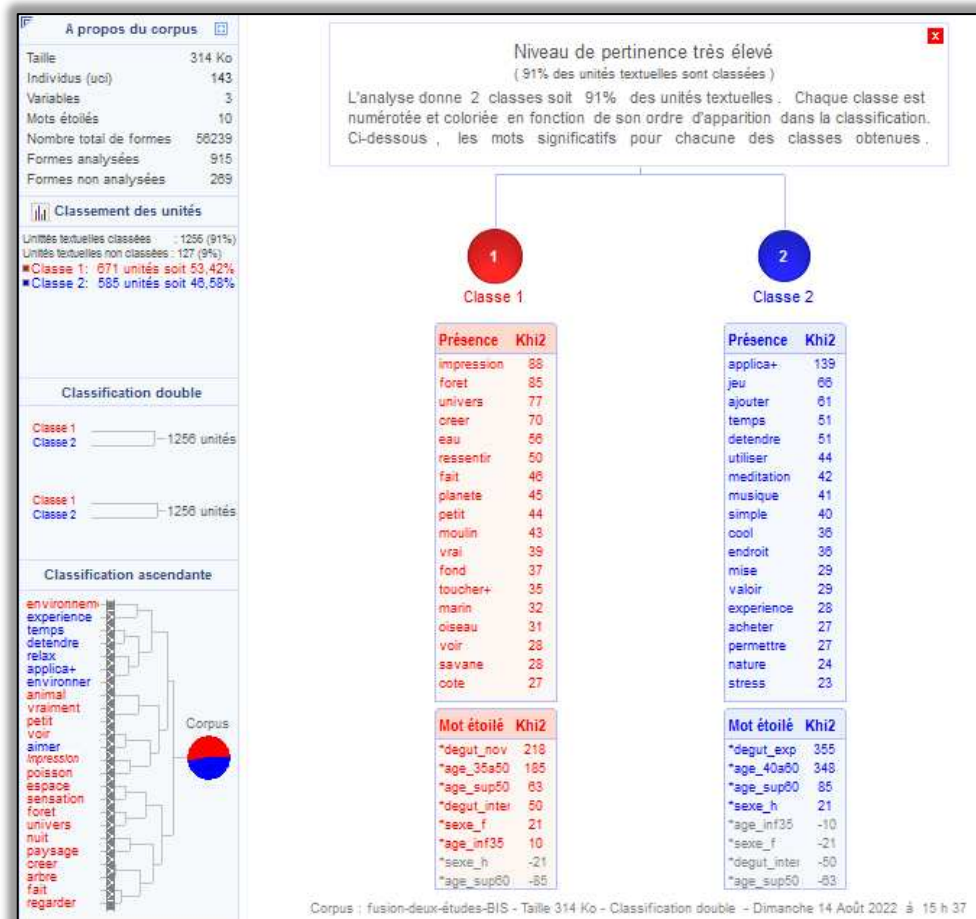 A propos du corpus
Taille 314 Ko
Individus (uci) 143
Variables 3
Mots étoilés 10
Nombre total de formes 56239
Formes analysées 915
Formes non analysées 269
Classement des unités
Unités textuelles classées : 1256 (91%)
Unités textuelles non classées : 127 (9%)
Classe 1: 671 unités soit 53,42%
Classe 2: 585 unités soit 46,58%
Classification double
Classe 1
Classe 2
1256 unités
Classe 1
Classe 2
1256 unités
Classification ascendante
environnem
experience
temps
detendre
relax
applica+
environner
animal
vraiment
petit
voir
aimer
impression
poisson
espace
sensation
foret
univers
nuit
paysage
creer
arbre
fait
regarder
Corpus
X
Niveau de pertinence très élevé
( 91% des unités textuelles sont classées )
L'analyse donne 2 classes soit 91% des unités textuelles . Chaque classe est
numérotée et coloriée en fonction de son ordre d'apparition dans la classification.
Ci-dessous , les mots significatifs pour chacune des classes obtenues .
1
Classe 1
Présence Khi2
impression 88
foret 85
univers 77
creer 70
eau 56
ressentir 50
fait 46
planete 45
petit 44
moulin 43
vrai 39
fond 37
toucher+ 35
marin 32
oiseau 31
voir 28
savane 28
cote 27
Mot étoilé Khi2
*degut_nov 218
*age_35a50 185
*age_sup50 63
*degut_inter 50
*sexe_f 21
*age_inf35 10
*sexe_h -21
*age_sup60 -85
2
Classe 2
Présence Khi2
applica+ 139
jeu 66
ajouter 61
temps 51
detendre 51
utiliser 44
meditation 42
musique 41
simple 40
cool 36
endroit 36
mise 29
valoir 29
experience 28
acheter 27
permettre 27
nature 24
stress 23
Mot étoilé Khi2
*degut_exp 355
*age_40a60 348
*age_sup60 85
*sexe_h 21
*age_inf35 -10
*sexe_f -21
*degut_inter -50
*age_sup50 -63
Corpus : fusion-deux-études-BIS - Taille 314 Ko - Classification double - Dimanche 14 Août 2022 à 15 h 37